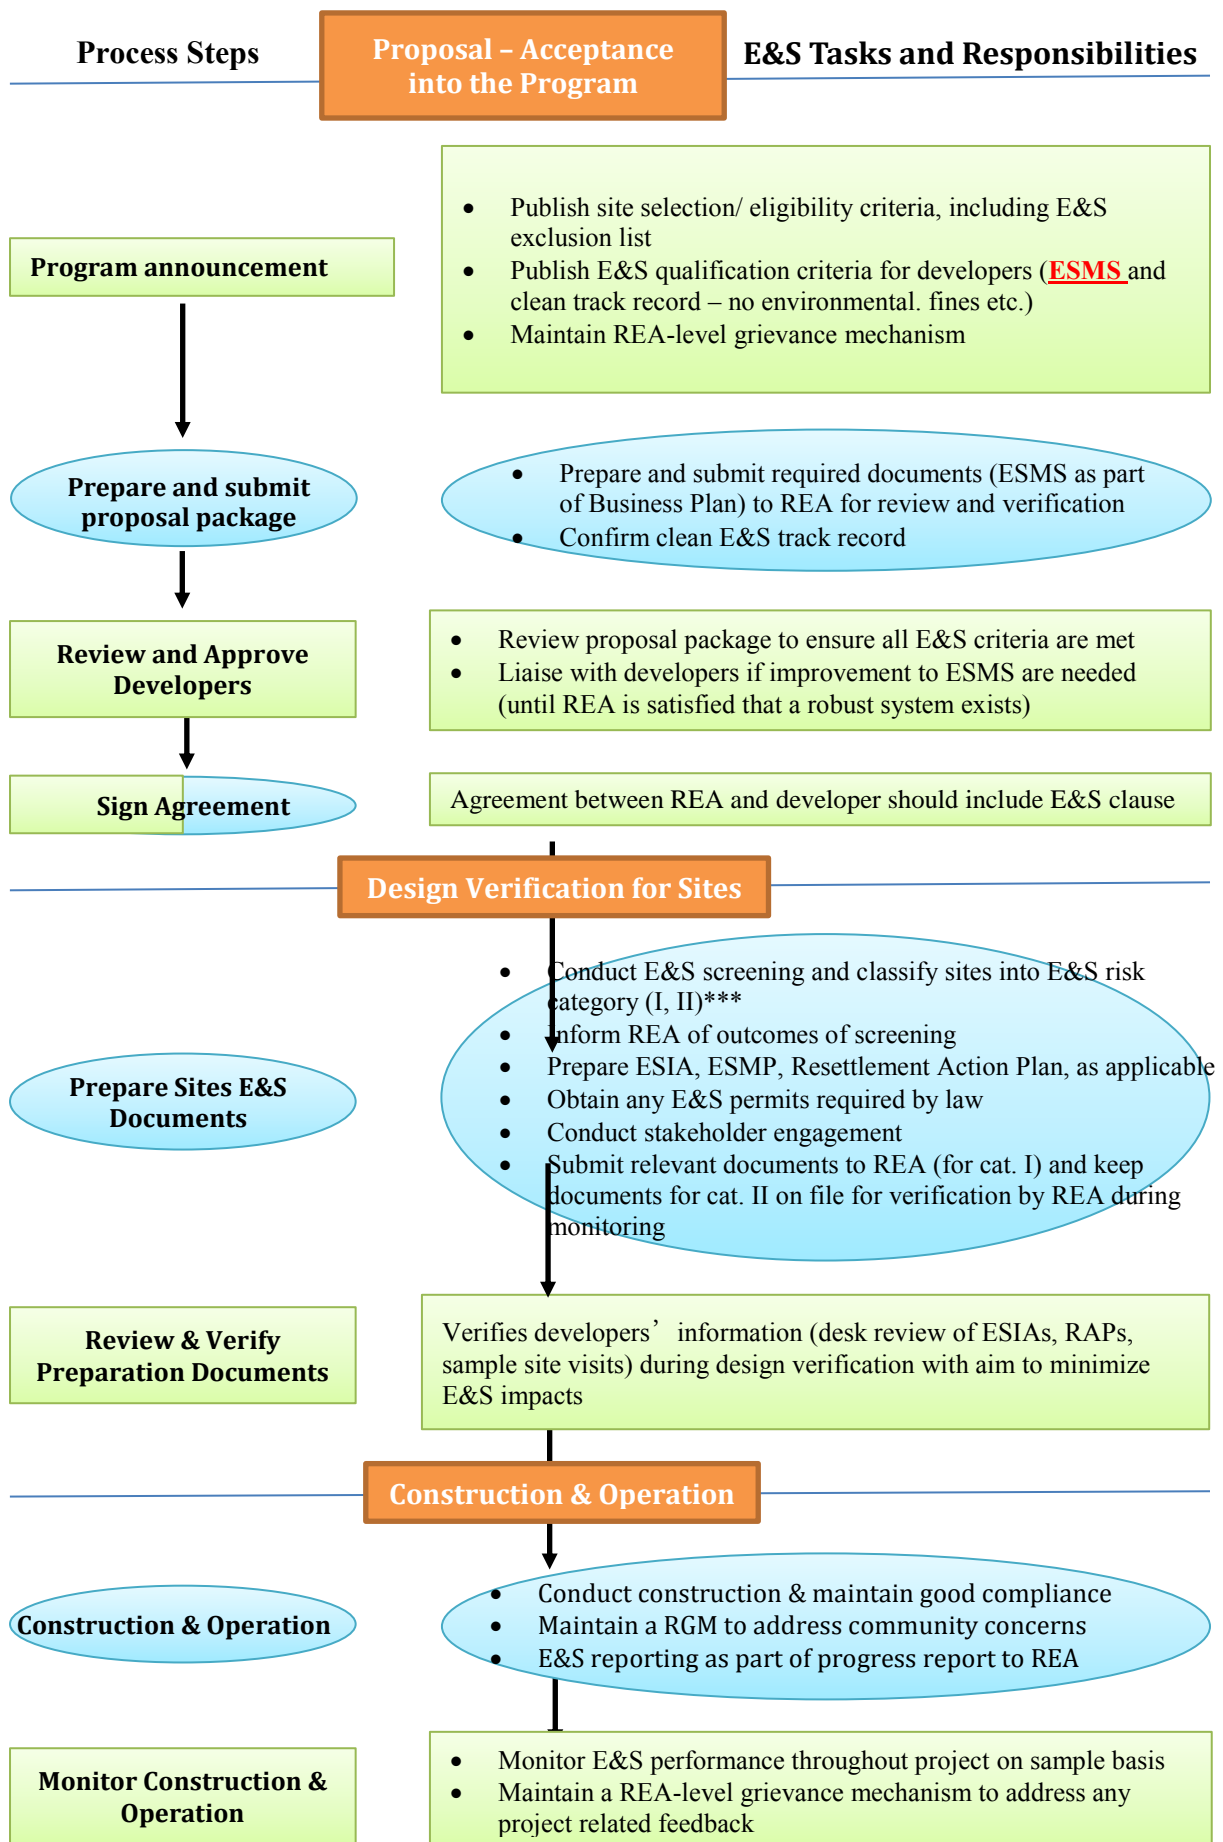 Process Steps
Proposal – Acceptance
into the Program
E&S Tasks and Responsibilities
Program announcement
• Publish site selection/ eligibility criteria, including E&S
exclusion list
• Publish E&S qualification criteria for developers (ESMS and
clean track record – no environmental. fines etc.)
• Maintain REA-level grievance mechanism
Prepare and submit
proposal package
• Prepare and submit required documents (ESMS as part
of Business Plan) to REA for review and verification
• Confirm clean E&S track record
Review and Approve
Developers
• Review proposal package to ensure all E&S criteria are met
• Liaise with developers if improvement to ESMS are needed
(until REA is satisfied that a robust system exists)
Sign Agreement
Agreement between REA and developer should include E&S clause
Design Verification for Sites
Prepare Sites E&S
Documents
• Conduct E&S screening and classify sites into E&S risk
category (I, II)***
• Inform REA of outcomes of screening
• Prepare ESIA, ESMP, Resettlement Action Plan, as applicable
• Obtain any E&S permits required by law
• Conduct stakeholder engagement
• Submit relevant documents to REA (for cat. I) and keep
documents for cat. II on file for verification by REA during
monitoring
Review & Verify
Preparation Documents
Verifies developers’ information (desk review of ESIAs, RAPs,
sample site visits) during design verification with aim to minimize
E&S impacts
Construction & Operation
Construction & Operation
• Conduct construction & maintain good compliance
• Maintain a RGM to address community concerns
• E&S reporting as part of progress report to REA
Monitor Construction &
Operation
• Monitor E&S performance throughout project on sample basis
• Maintain a REA-level grievance mechanism to address any
project related feedback